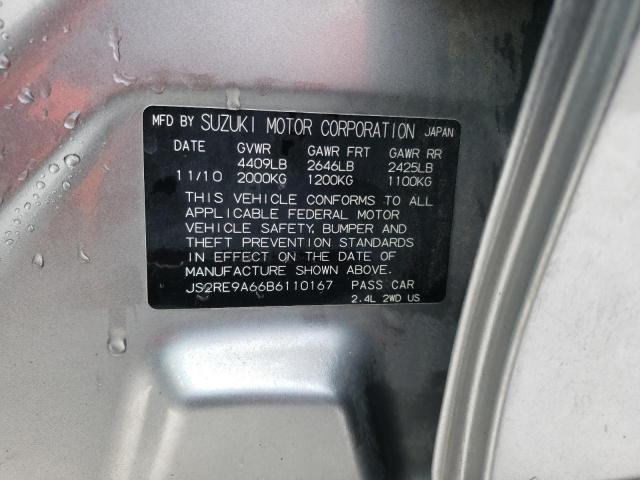 MFD BY SUZUKI MOTOR CORPORATION JAPAN
DATE GVWR GAWR FRT GAWR RR
4409LB 2646LB 2425LB
11/10 2000KG 1200KG 1100KG
THIS VEHICLE CONFORMS TO ALL
APPLICABLE FEDERAL MOTOR
VEHICLE SAFETY, BUMPER AND
THEFT PREVENTION STANDARDS
IN EFFECT ON THE DATE OF
MANUFACTURE SHOWN ABOVE.
JS2RE9A66B6110167 PASS CAR
2.4L 2WD US